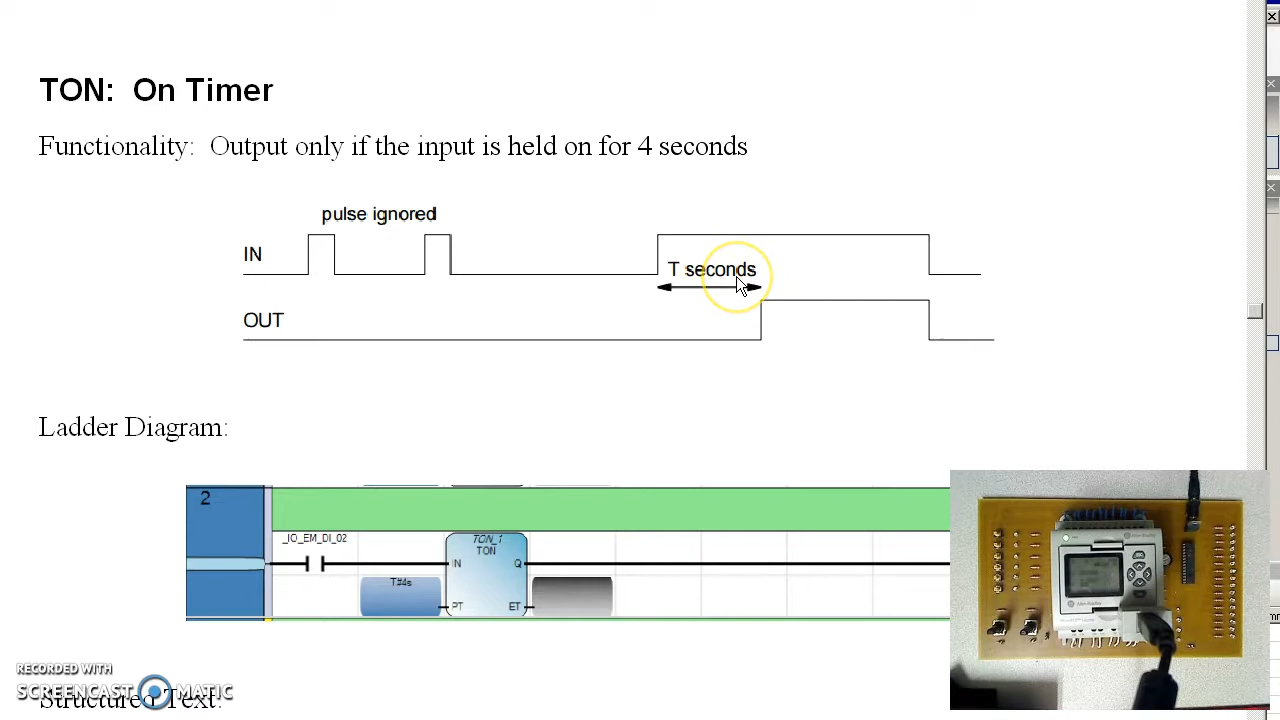 TON: On Timer
Functionality: Output only if the input is held on for 4 seconds
pulse ignored
IN
T seconds
OUT
Ladder Diagram:
2
_IO_EM_DI_02
TON_1
TON
IN
Q
T#4s
PT
ET
RECORDED WITH
SCREENCAST MATIC
Structured Text: